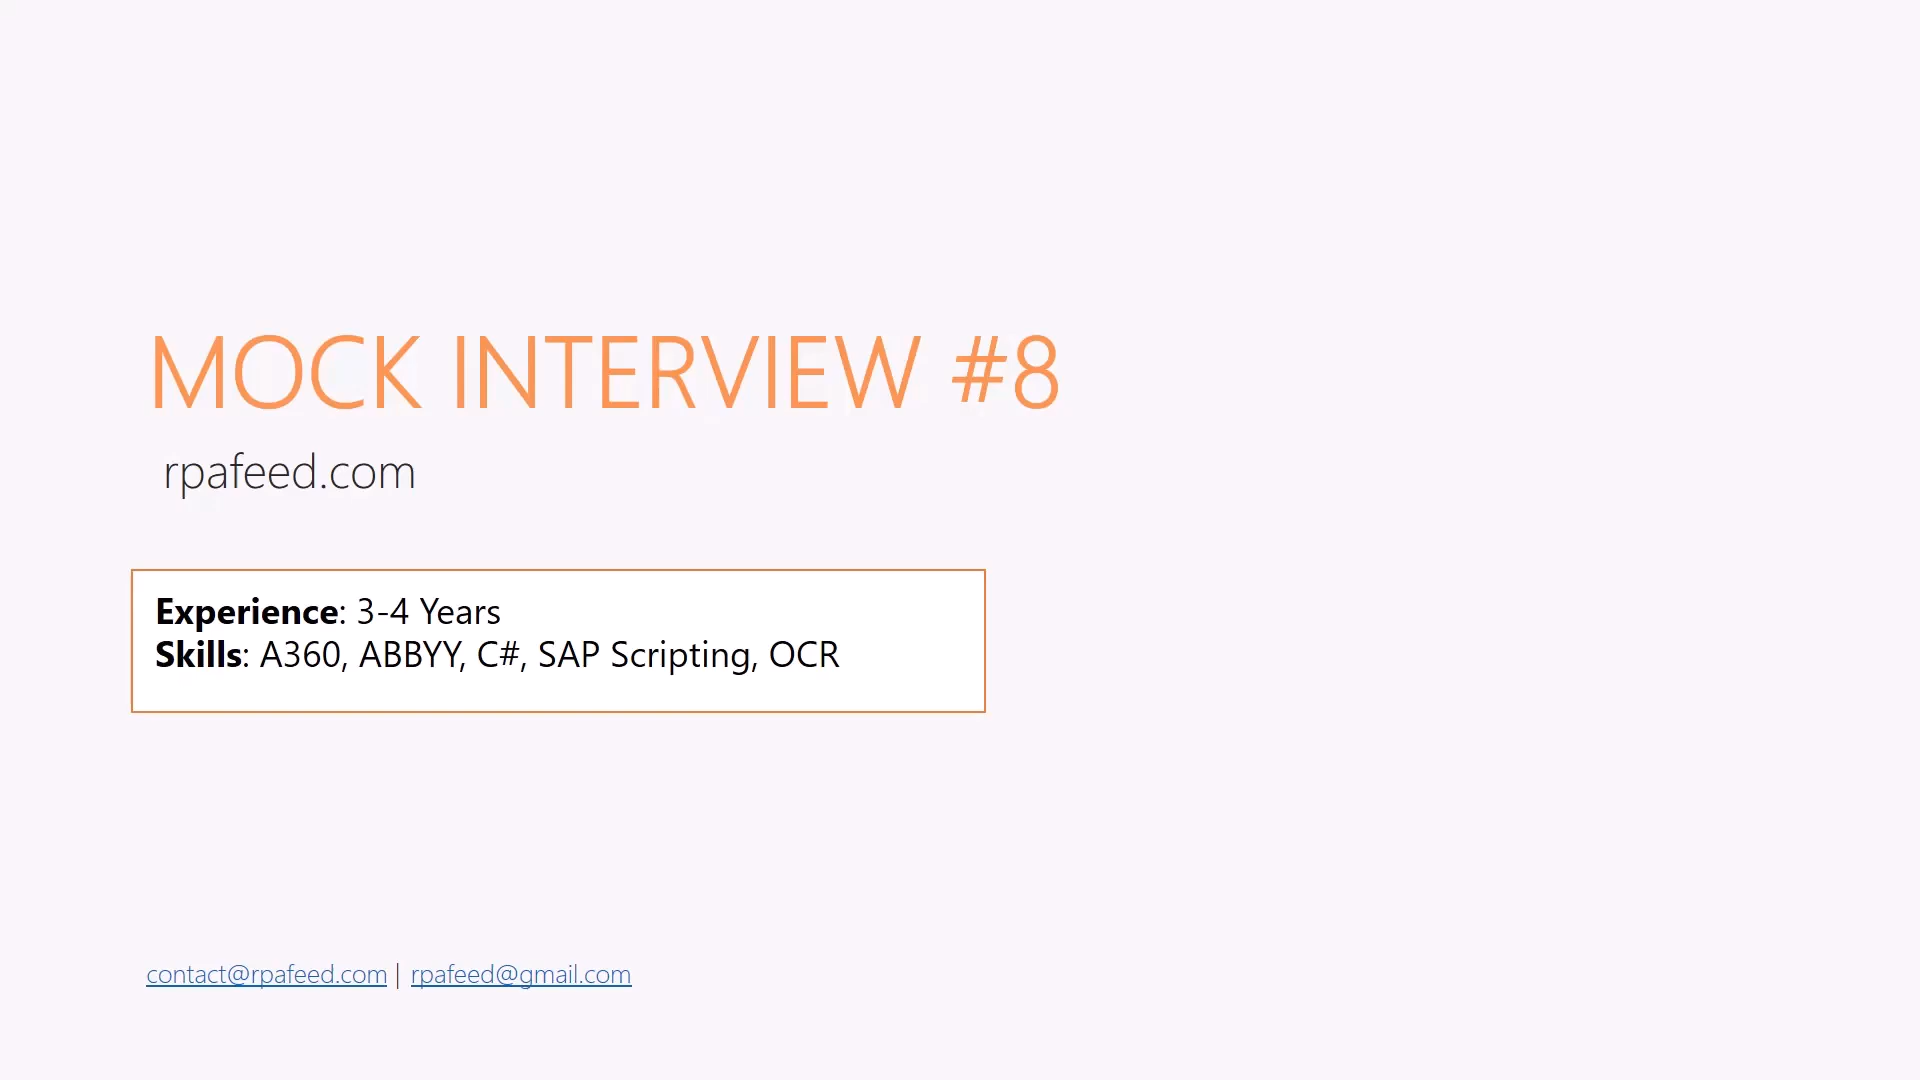 MOCK INTERVIEW #8
rpafeed.com
Experience: 3-4 Years
Skills: A360, ABBYY, C#, SAP Scripting, OCR
contact@rpafeed.com | rpafeed@gmail.com